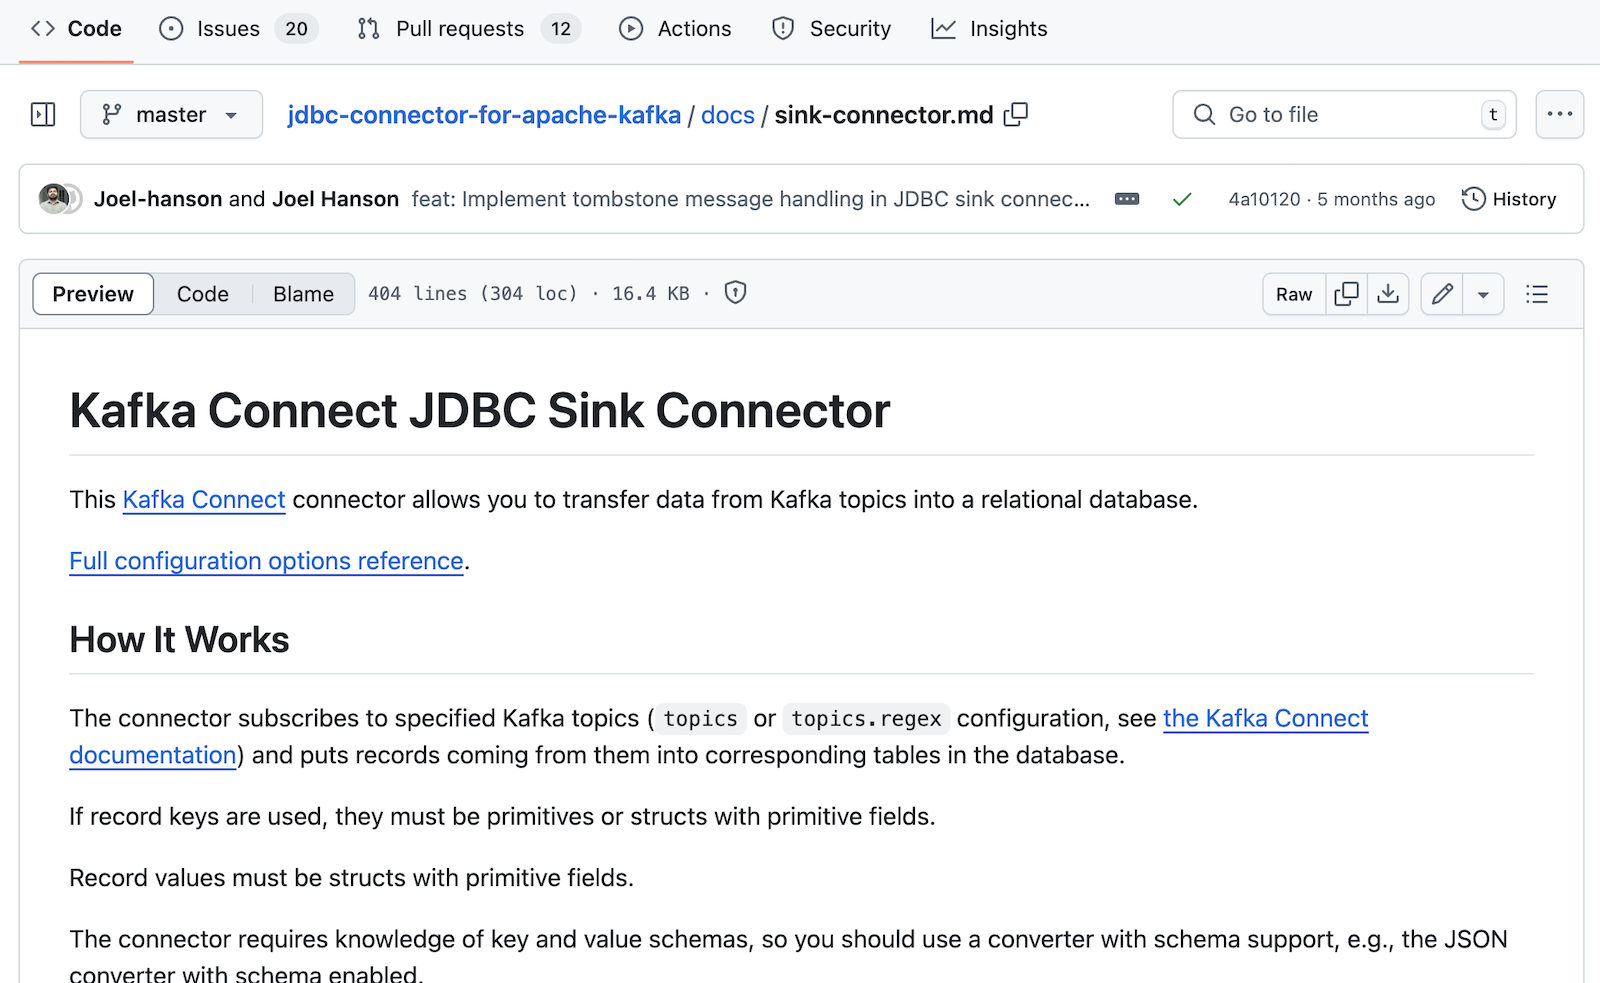 Code Issues 20 Pull requests 12 Actions Security Insights
master jdbc-connector-for-apache-kafka / docs / sink-connector.md Go to file t
Joel-hanson and Joel Hanson feat: Implement tombstone message handling in JDBC sink connec... 4a10120 · 5 months ago History
Preview Code Blame 404 lines (304 loc) · 16.4 KB · Raw
Kafka Connect JDBC Sink Connector
This Kafka Connect connector allows you to transfer data from Kafka topics into a relational database.
Full configuration options reference.
How It Works
The connector subscribes to specified Kafka topics (topics or topics.regex configuration, see the Kafka Connect
documentation) and puts records coming from them into corresponding tables in the database.
If record keys are used, they must be primitives or structs with primitive fields.
Record values must be structs with primitive fields.
The connector requires knowledge of key and value schemas, so you should use a converter with schema support, e.g., the JSON
converter with schema enabled.